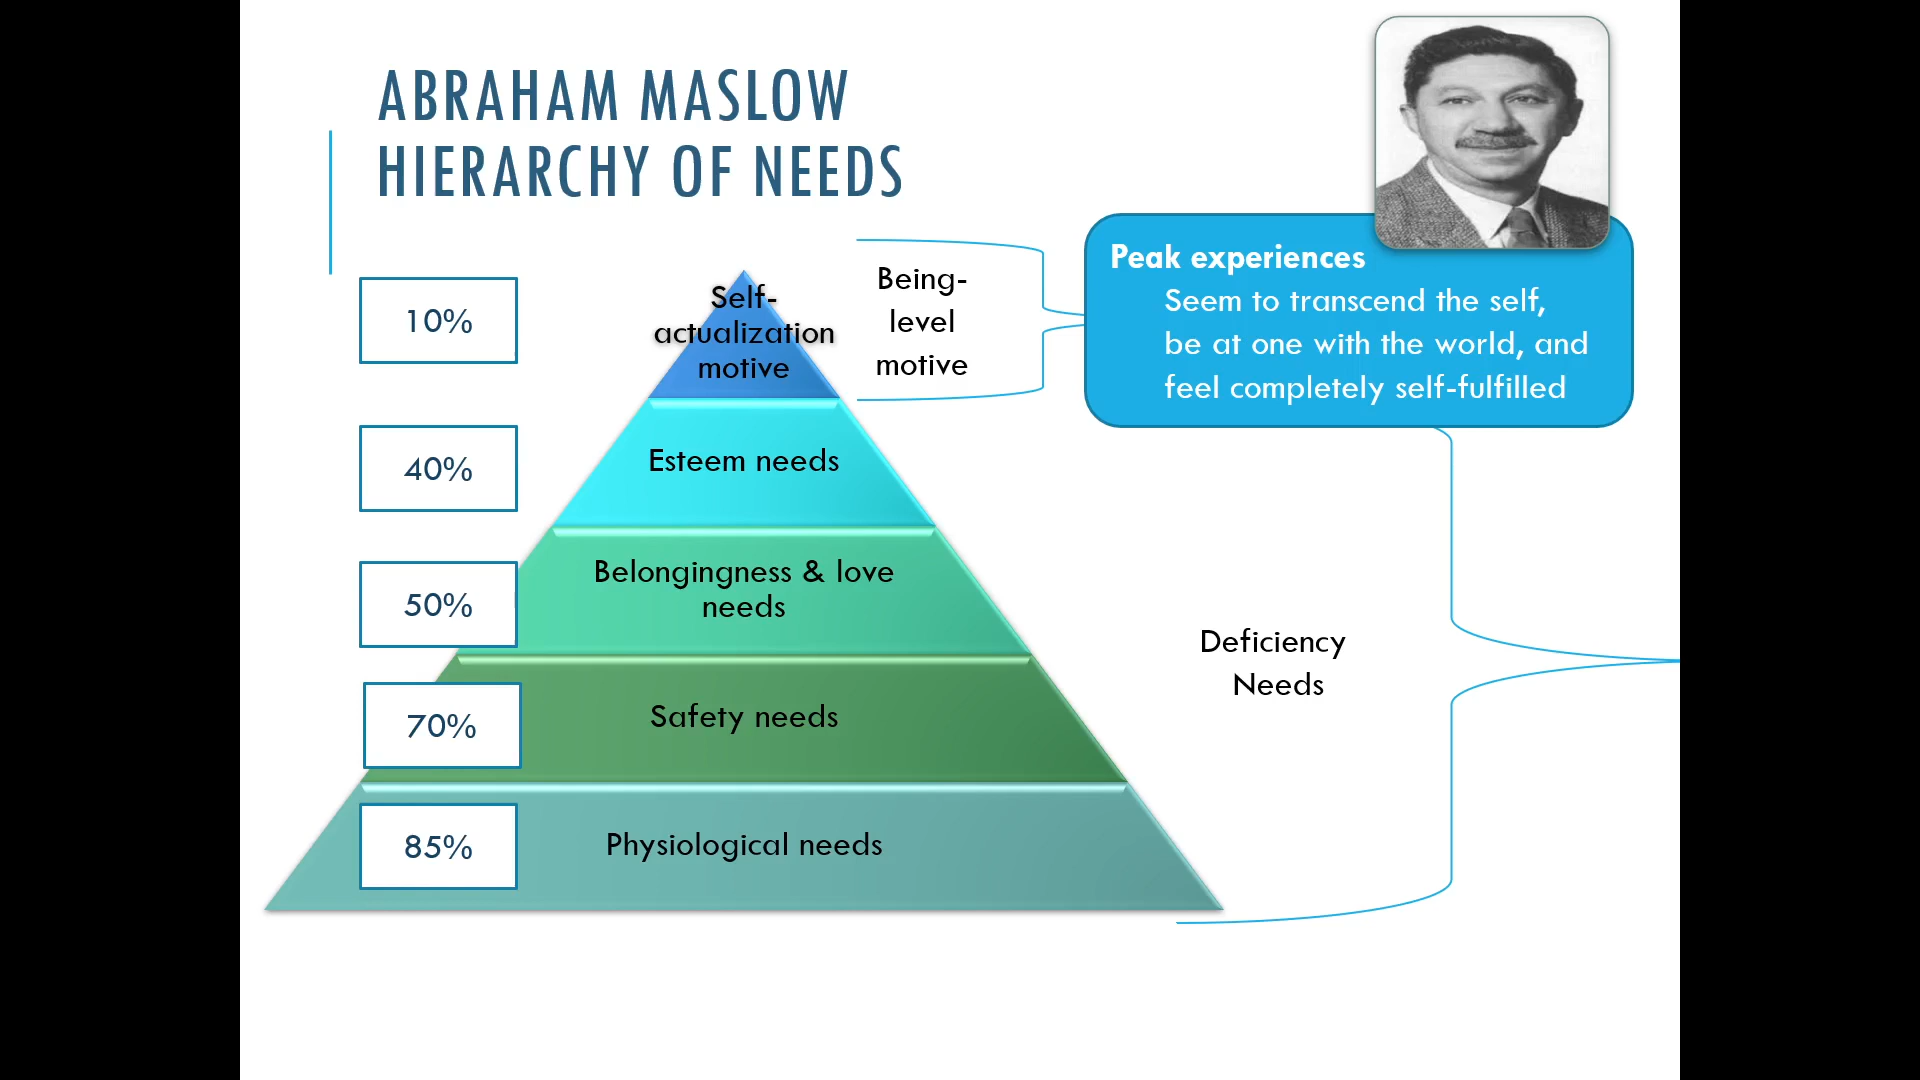 ABRAHAM MASLOW
HIERARCHY OF NEEDS
10%
Self-
actualization
motive
Being-
level
motive
Peak experiences
Seem to transcend the self,
be at one with the world, and
feel completely self-fulfilled
40%
Esteem needs
50%
Belongingness & love
needs
70%
Safety needs
Deficiency
Needs
85%
Physiological needs